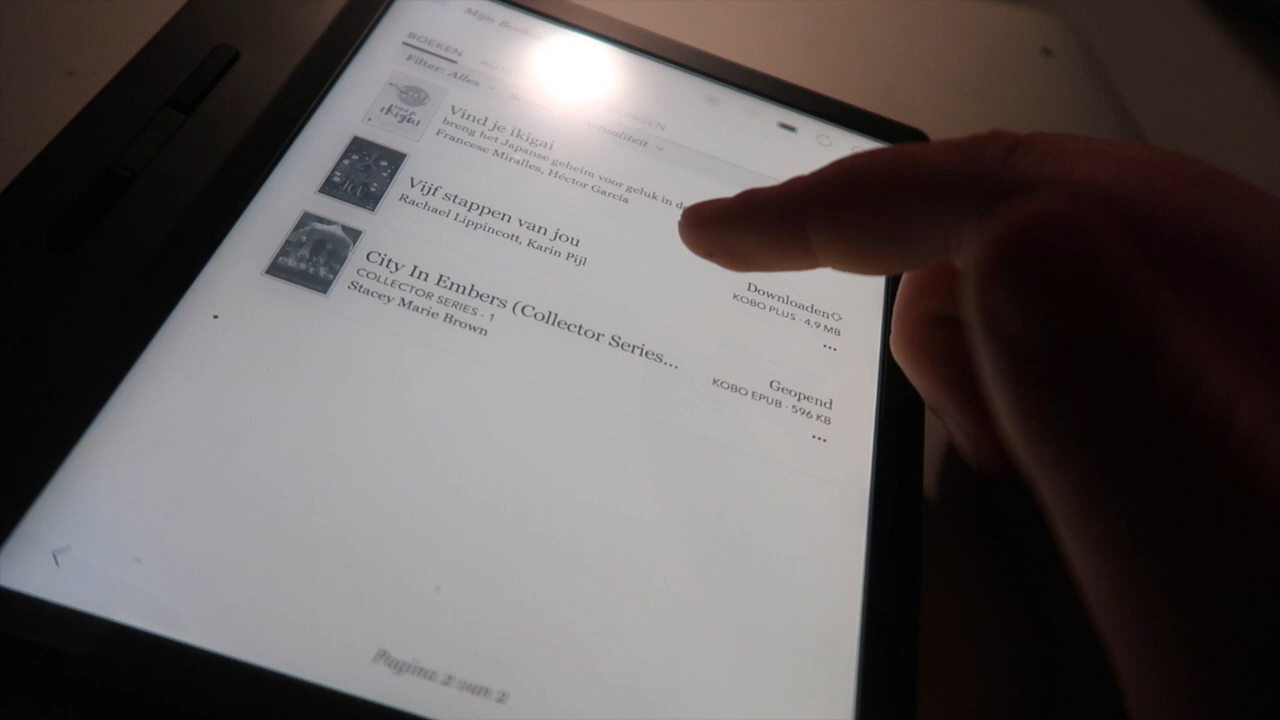 Mijn Boeken
BOEKEN
Filter: Alles
Vind je ikigai
breng het Japanse geheim voor geluk in de
Francesc Miralles, Héctor García
Vijf stappen van jou
Rachael Lippincott, Karin Pijl
Downloaden
KOBO PLUS · 4,9 MB
...
City In Embers (Collector Series...
COLLECTOR SERIES · 1
Stacey Marie Brown
Geopend
KOBO EPUB · 596 KB
...
Pagina 2 van 2